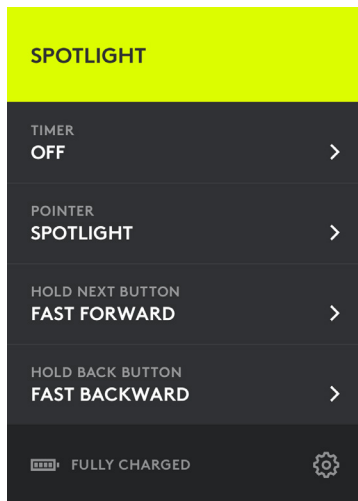 SPOTLIGHT
TIMER
OFF
POINTER
SPOTLIGHT
HOLD NEXT BUTTON
FAST FORWARD
HOLD BACK BUTTON
FAST BACKWARD
FULLY CHARGED